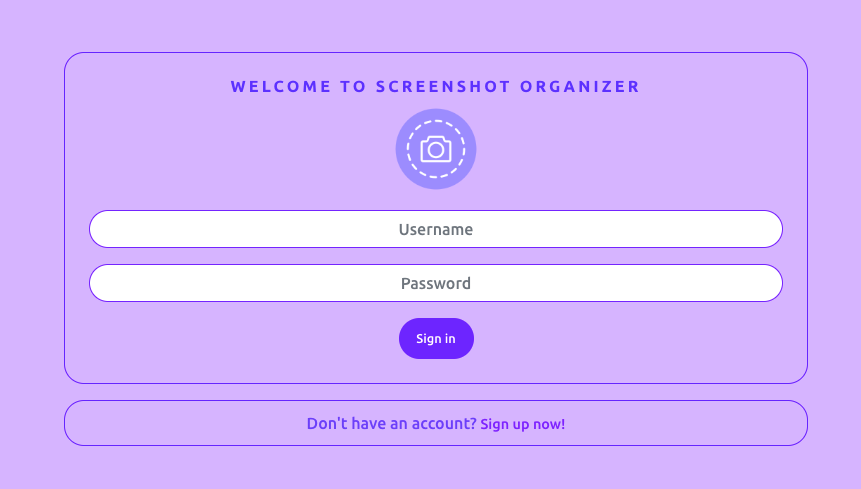 WELCOME TO SCREENSHOT ORGANIZER
Username
Password
Sign in
Don't have an account? Sign up now!